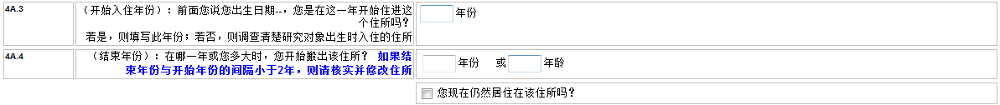 4A.3 （开始入住年份）：前面您说您出生日期--，您是在这一年开始住进这个住所吗？ 年份
若是，则填写此年份；若否，则调查清楚研究对象出生时入住的住所
4A.4 （结束年份）：在哪一年或您多大时，您开始搬出该住所？ 如果结束年份与开始年份的间隔小于2年，则请核实并修改住所 年份 或 年龄
您现在仍然居住在该住所吗？